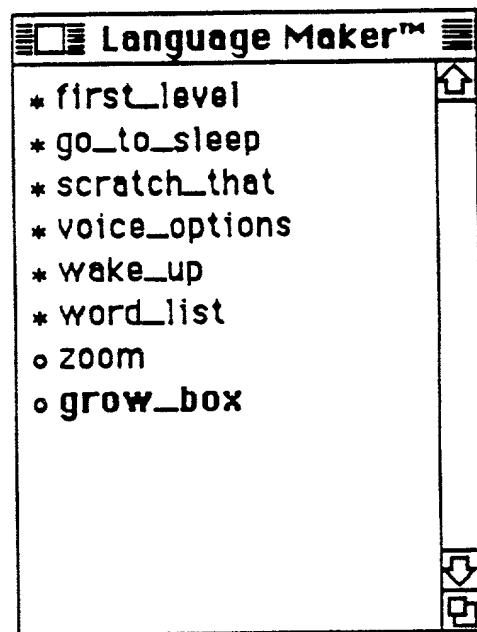 Language Maker™
* first_level
* go_to_sleep
* scratch_that
* voice_options
* wake_up
* word_list
o zoom
o grow_box